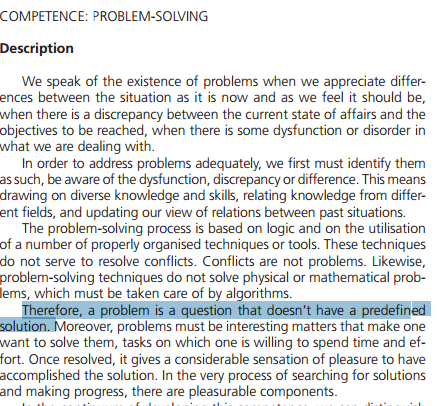 COMPETENCE: PROBLEM-SOLVING
Description
We speak of the existence of problems when we appreciate differ-
ences between the situation as it is now and as we feel it should be,
when there is a discrepancy between the current state of affairs and the
objectives to be reached, when there is some dysfunction or disorder in
what we are dealing with.
In order to address problems adequately, we first must identify them
as such, be aware of the dysfunction, discrepancy or difference. This means
drawing on diverse knowledge and skills, relating knowledge from differ-
ent fields, and updating our view of relations between past situations.
The problem-solving process is based on logic and on the utilisation
of a number of properly organised techniques or tools. These techniques
do not serve to resolve conflicts. Conflicts are not problems. Likewise,
problem-solving techniques do not solve physical or mathematical prob-
lems, which must be taken care of by algorithms.
Therefore, a problem is a question that doesn't have a predefined
solution. Moreover, problems must be interesting matters that make one
want to solve them, tasks on which one is willing to spend time and ef-
fort. Once resolved, it gives a considerable sensation of pleasure to have
accomplished the solution. In the very process of searching for solutions
and making progress, there are pleasurable components.